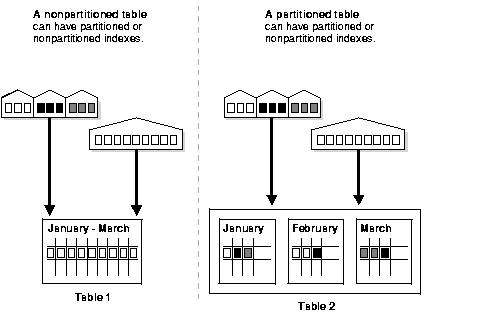 A nonpartitioned table
can have partitioned or
nonpartitioned indexes.
A partitioned table
can have partitioned or
nonpartitioned indexes.
January - March
Table 1
January
February
March
Table 2